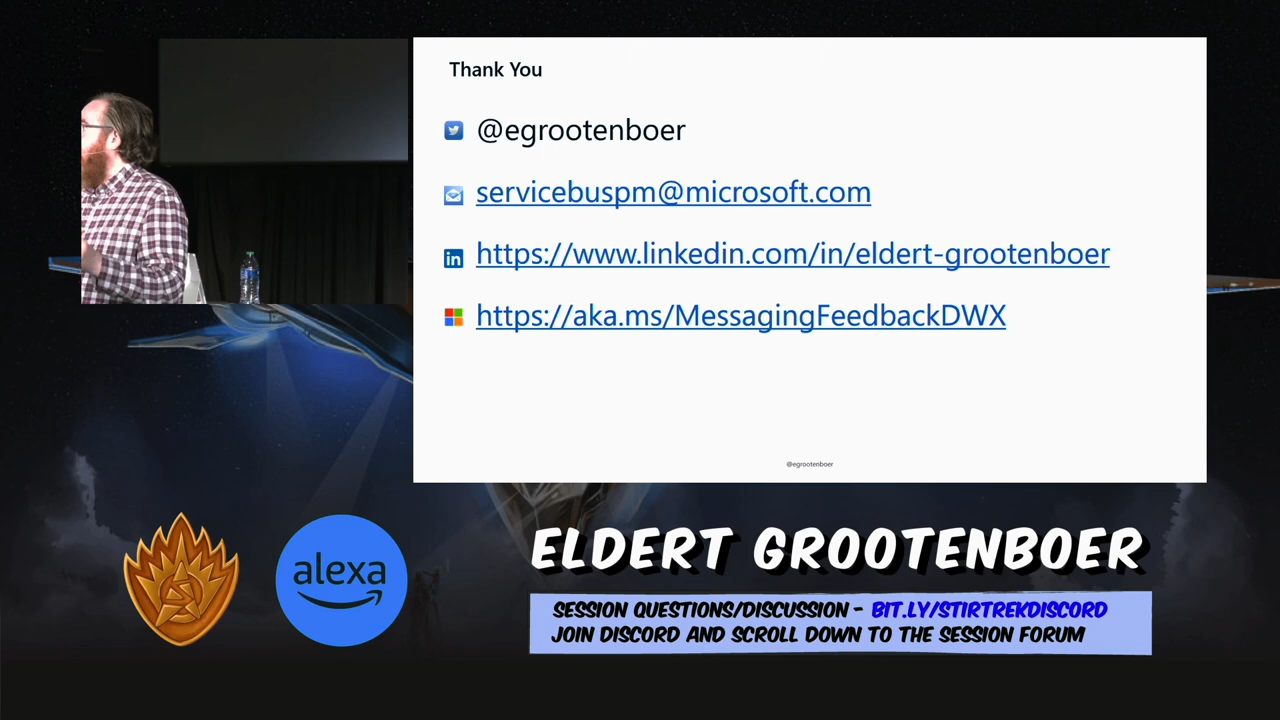 Thank You
@egrootenboer
servicebuspm@microsoft.com
in
https://www.linkedin.com/in/eldert-grootenboer
https://aka.ms/MessagingFeedbackDWX
@egrootenboer
alexa
ELDERT GROOTENBOER
SESSION QUESTIONS/DISCUSSION - BIT.LY/STIRTREKDISCORD
JOIN DISCORD AND SCROLL DOWN TO THE SESSION FORUM